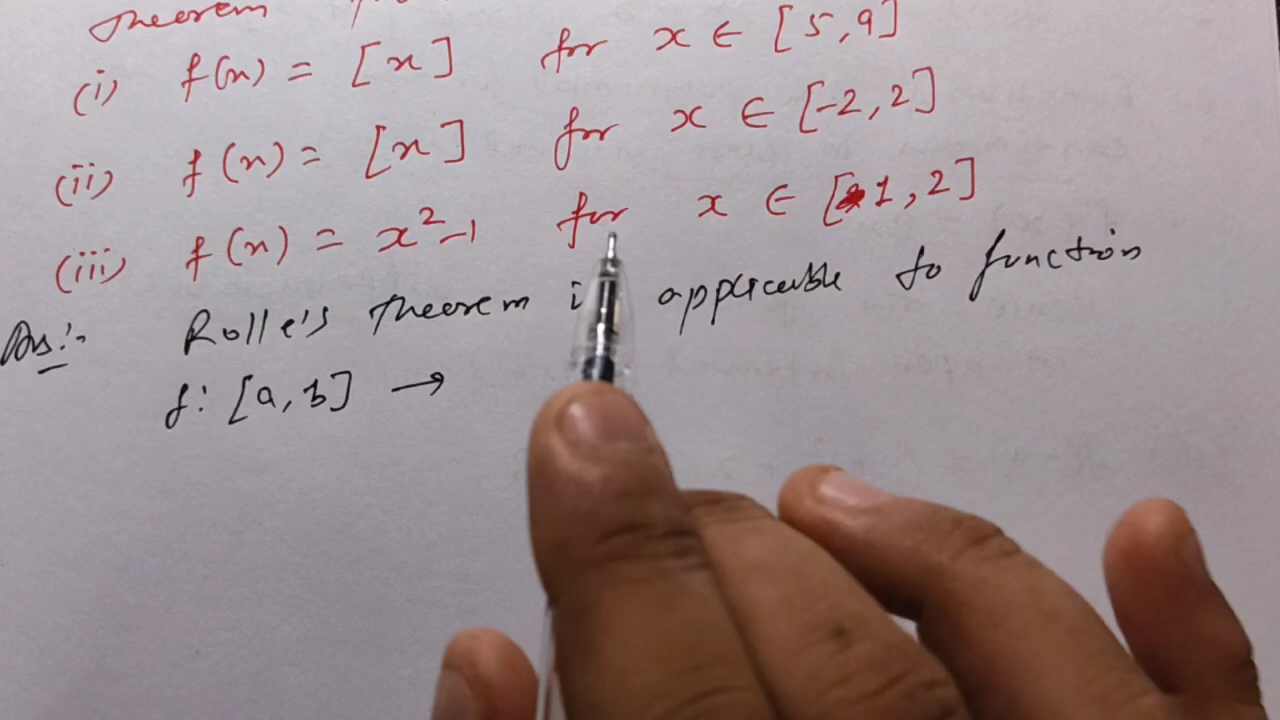 Theorem
(i) f(x) = [x] for x ∈ [5,9]
(ii) f(x) = [x] for x ∈ [-2,2]
(iii) f(x) = x²-1 for x ∈ [1,2]
Ans:- Rolle's Theorem is applicable to function
f: [a,b] →